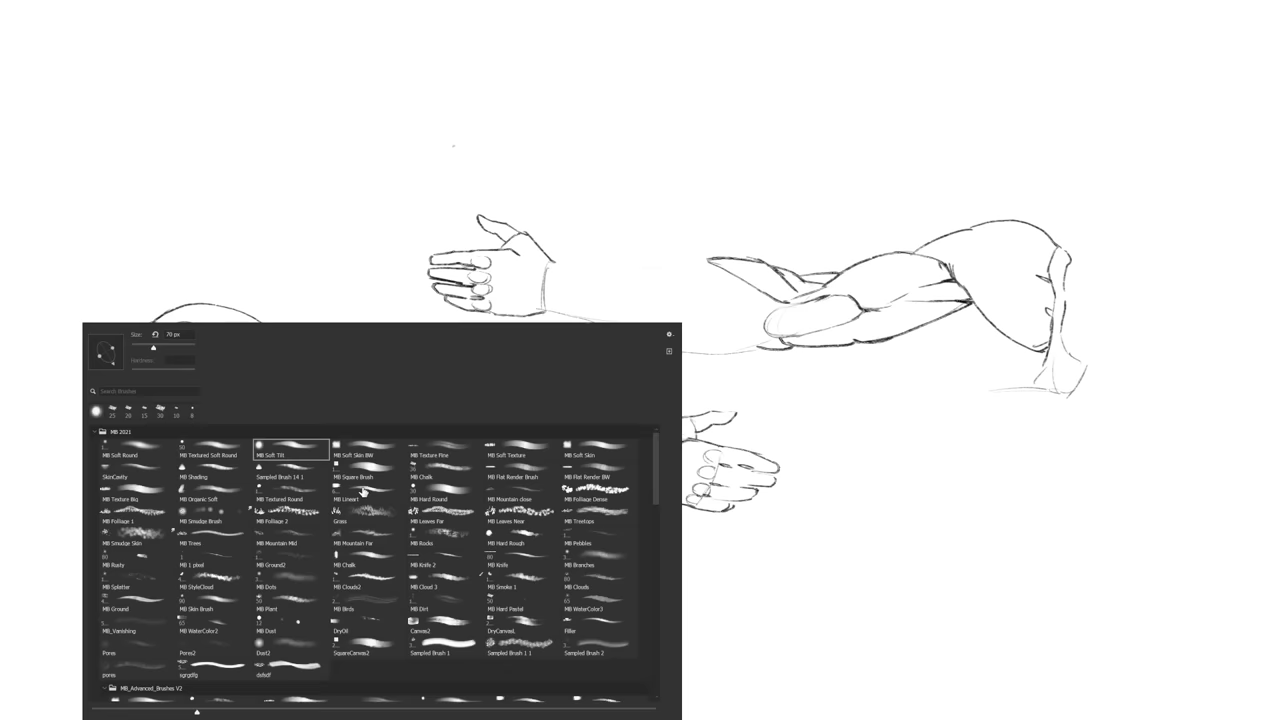 Size: 70 px
Hardness:
Search Brushes
25 20 15 30 10 8
MB 2021
MB Soft Round MB Textured Soft Round MB Soft Tilt MB Soft Skin BW MB Texture Fine MB Soft Texture MB Soft Skin
SkinCavity MB Shading Sampled Brush 14 1 MB Square Brush MB Chalk MB Flat Render Brush MB Flat Render BW
MB Texture Big MB Organic Soft MB Textured Round MB Lineart MB Hard Round MB Mountain close MB Foliage Dense
MB Foliage 1 MB Smudge Brush MB Foliage 2 Grass MB Leaves Far MB Leaves Near MB Treetops
MB Smudge Skin MB Trees MB Mountain Mid MB Mountain Far MB Rocks MB Hard Rough MB Pebbles
MB Rusty MB 1 pixel MB Ground2 MB Chalk MB Knife 2 MB Knife MB Branches
MB Splatter MB StyleCloud MB Dots MB Clouds2 MB Cloud 3 MB Smoke 1 MB Clouds
MB Ground MB Skin Brush MB Plant MB Birds MB Dirt MB Hard Pastel MB WaterColor3
MB_Vanishing MB WaterColor2 MB Dust DryOil Canvas2 DryCanvasL Filler
Pores Pores2 Dust2 SquareCanvas2 Sampled Brush 1 Sampled Brush 1 1 Sampled Brush 2
pores sgrgdfg dsfsdf
MB_Advanced_Brushes V2